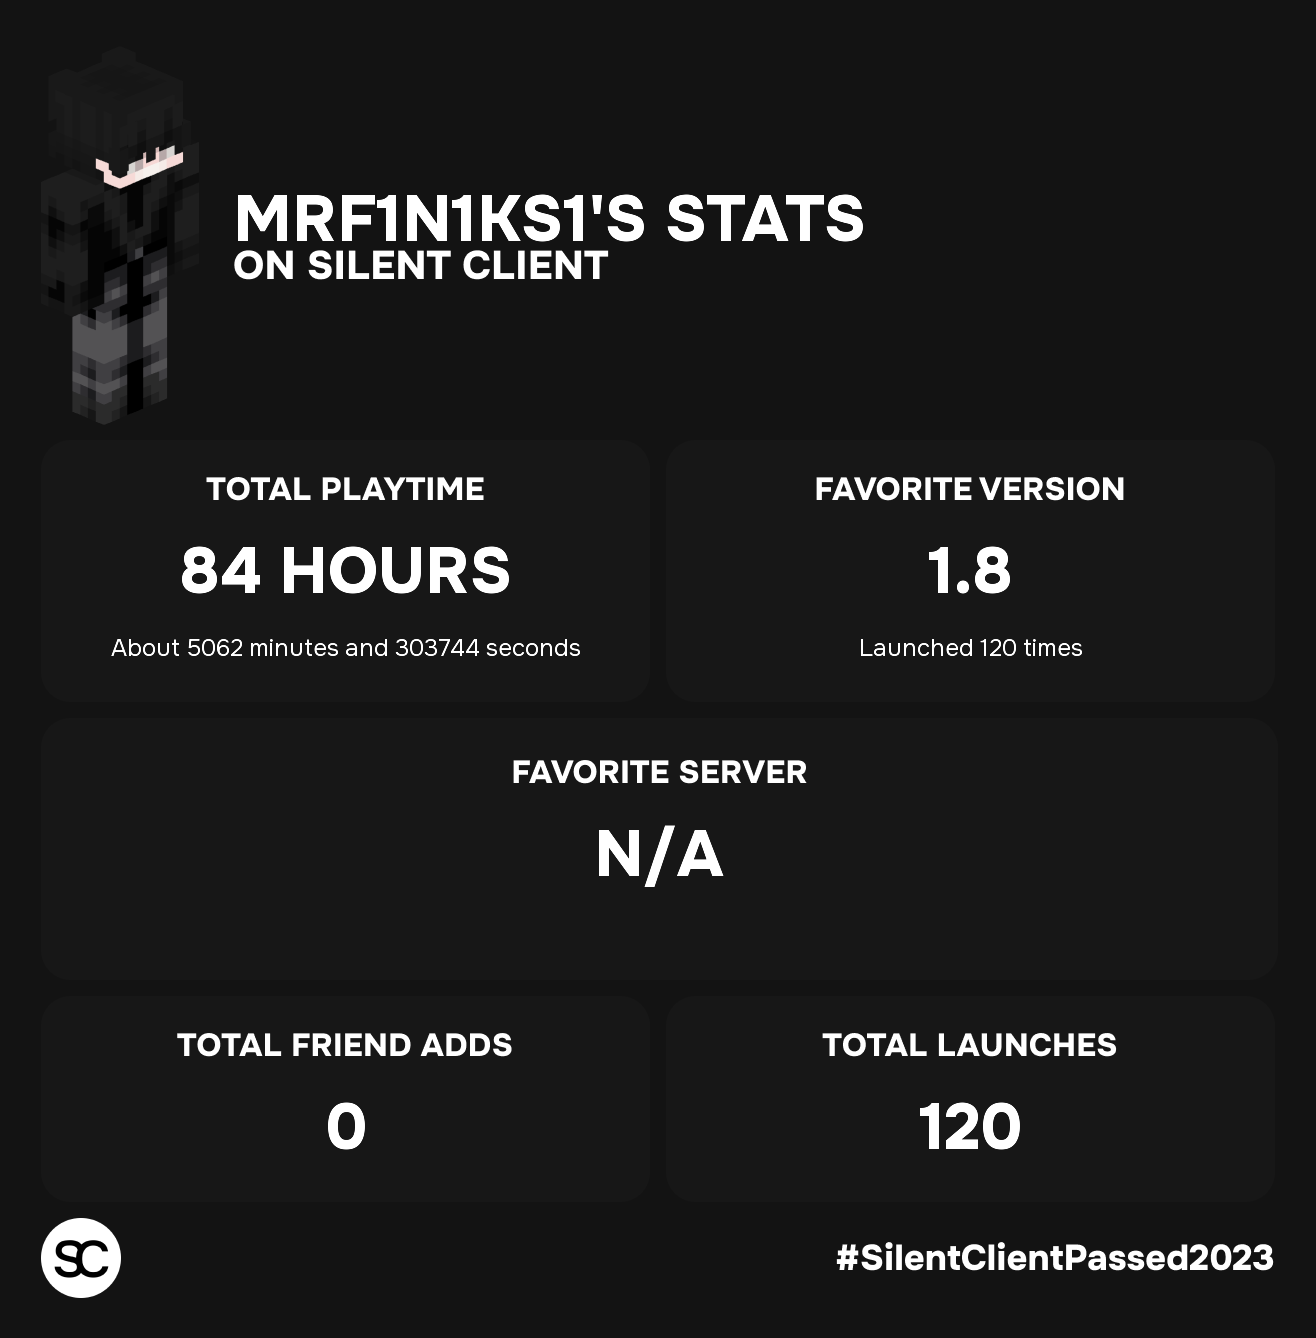 MRF1N1KS1'S STATS
ON SILENT CLIENT
TOTAL PLAYTIME
84 HOURS
About 5062 minutes and 303744 seconds
FAVORITE VERSION
1.8
Launched 120 times
FAVORITE SERVER
N/A
TOTAL FRIEND ADDS
0
TOTAL LAUNCHES
120
SC
#SilentClientPassed2023